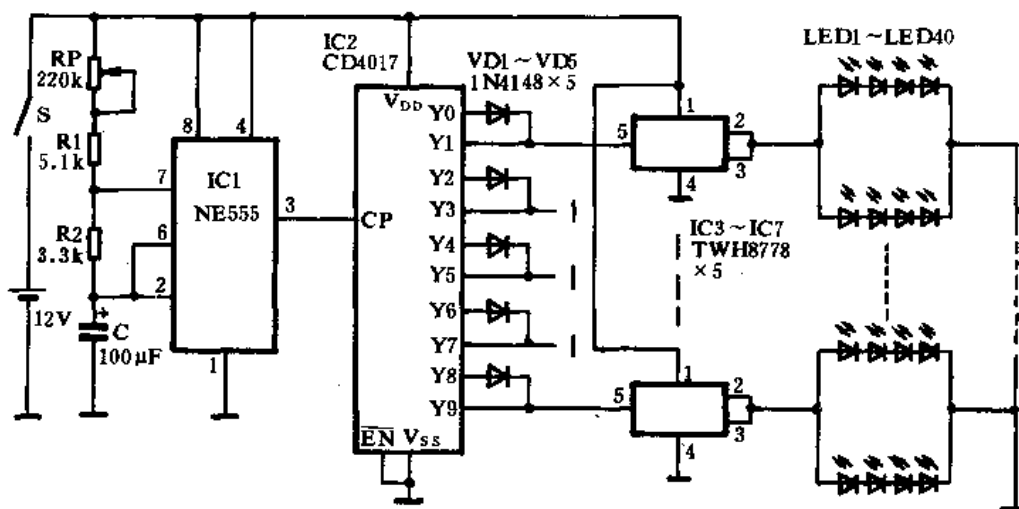 S
12V
RP
220k
R1
5.1k
R2
3.3k
C
+
100μF
8
4
7
6
2
1
3
IC1
NE555
IC2
CD4017
V_DD
CP
EN V_SS
Y0
Y1
Y2
Y3
Y4
Y5
Y6
Y7
Y8
Y9
VD1~VD5
1N4148×5
1
5
2
3
4
IC3~IC7
TWH8778
×5
1
5
2
3
4
LED1~LED40